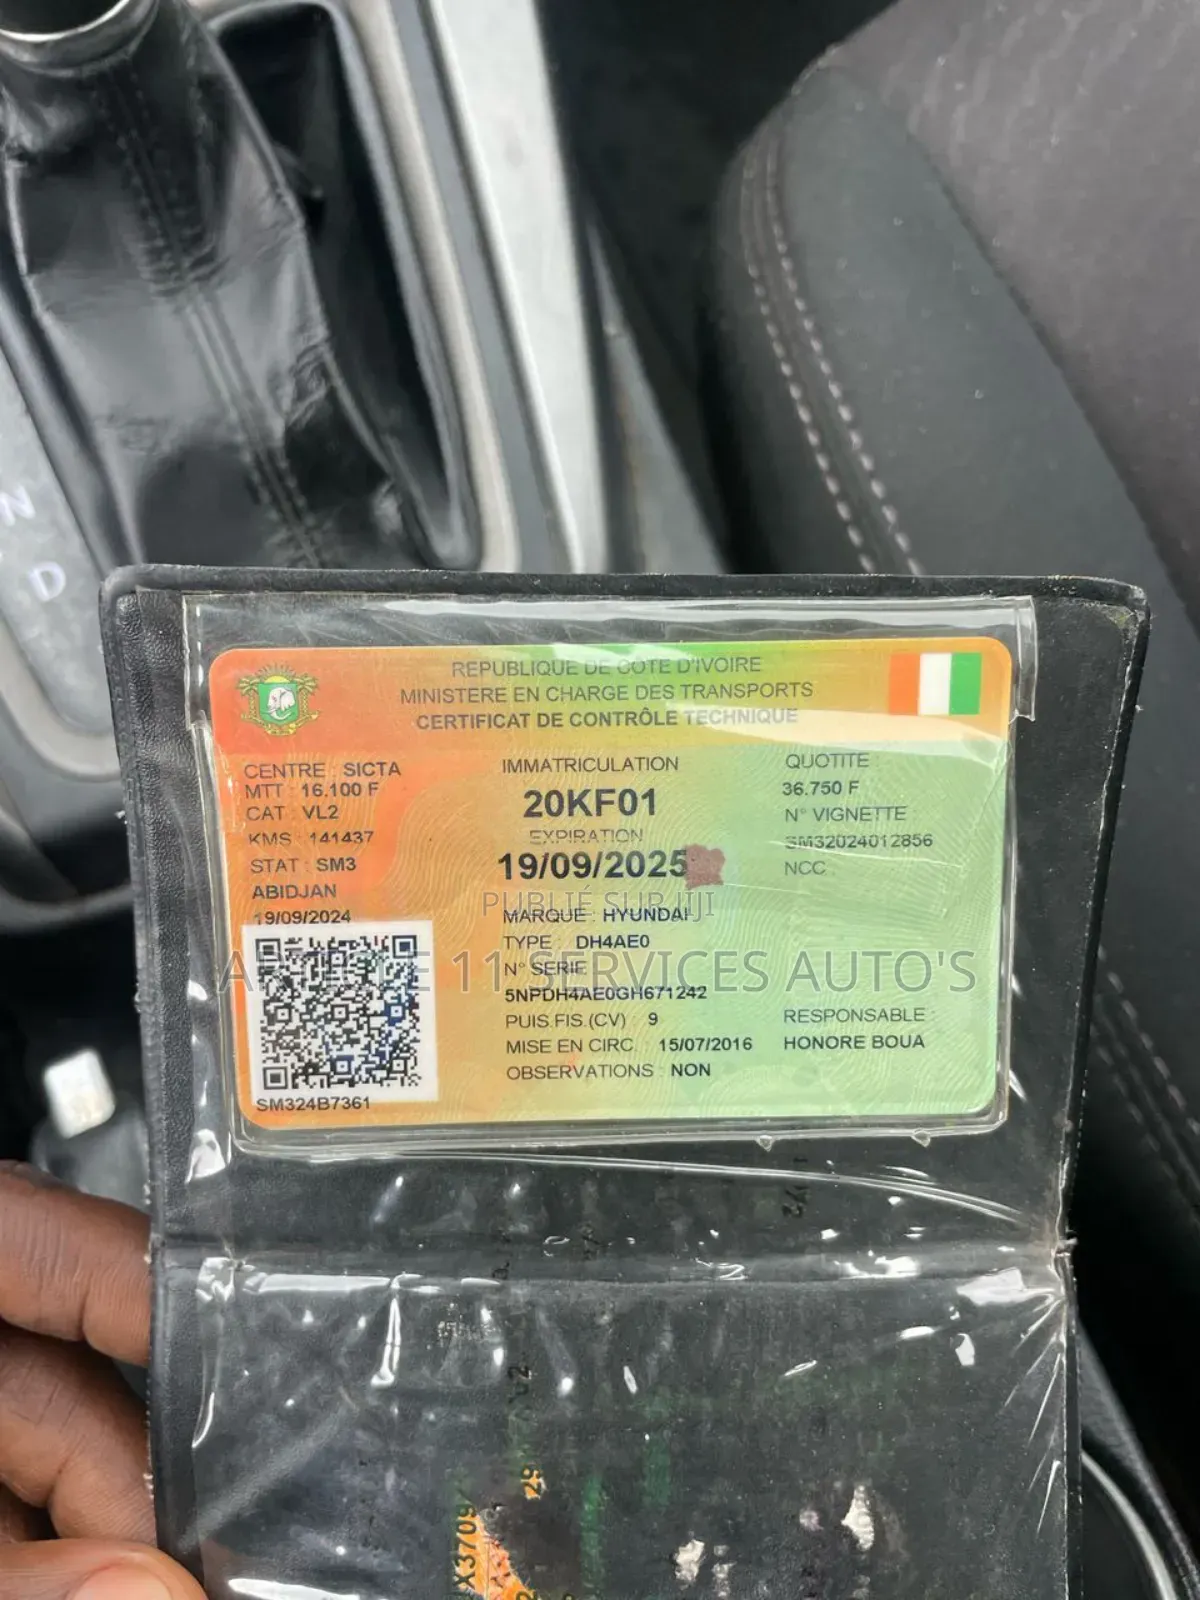 N
D
REPUBLIQUE DE COTE D'IVOIRE
MINISTERE EN CHARGE DES TRANSPORTS
CERTIFICAT DE CONTRÔLE TECHNIQUE
CENTRE : SICTA
MTT : 16.100 F
CAT : VL2
KMS : 141437
STAT : SM3
ABIDJAN
19/09/2024
SM324B7361
IMMATRICULATION
20KF01
EXPIRATION
19/09/2025
PUBLIÉ SUR JIJI
MARQUE : HYUNDAI
TYPE : DH4AE0
ARTICLE 11 SERVICES AUTO'S
N° SERIE
5NPDH4AE0GH671242
PUIS.FIS.(CV) : 9
MISE EN CIRC. : 15/07/2016
OBSERVATIONS : NON
QUOTITE :
36.750 F
N° VIGNETTE :
SM32024012856
NCC :
RESPONSABLE :
HONORE BOUA